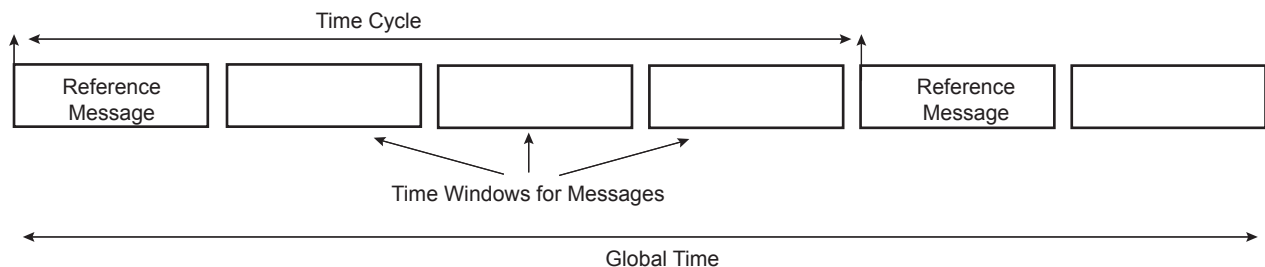 Time Cycle
Reference
Message
Reference
Message
Time Windows for Messages
Global Time